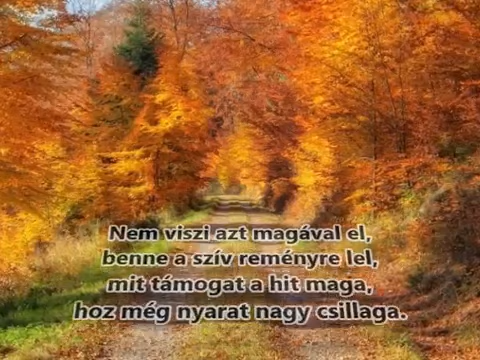 Nem viszi azt magával el,
benne a szív reményre lel,
mit támogat a hit maga,
hoz még nyarat nagy csillaga.